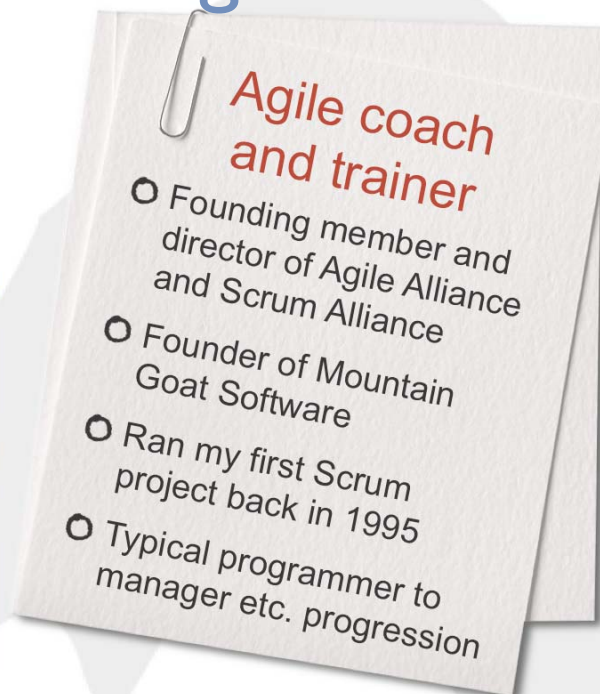 Agile coach
and trainer
Founding member and
director of Agile Alliance
and Scrum Alliance
Founder of Mountain
Goat Software
Ran my first Scrum
project back in 1995
Typical programmer to
manager etc. progression